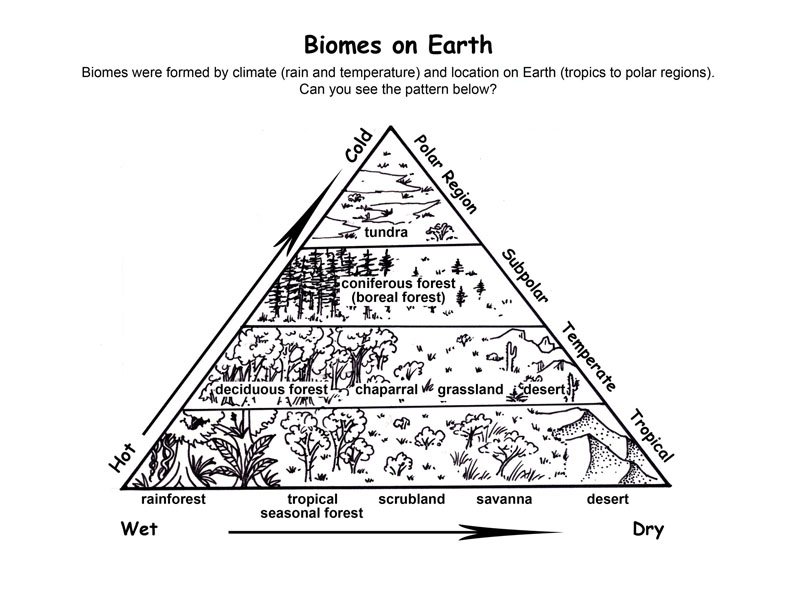 Biomes on Earth
Biomes were formed by climate (rain and temperature) and location on Earth (tropics to polar regions).
Can you see the pattern below?
Cold
Polar Region
tundra
Subpolar
coniferous forest
(boreal forest)
Temperate
deciduous forest chaparral grassland desert
Hot
Tropical
rainforest tropical scrubland savanna desert
seasonal forest
Wet Dry